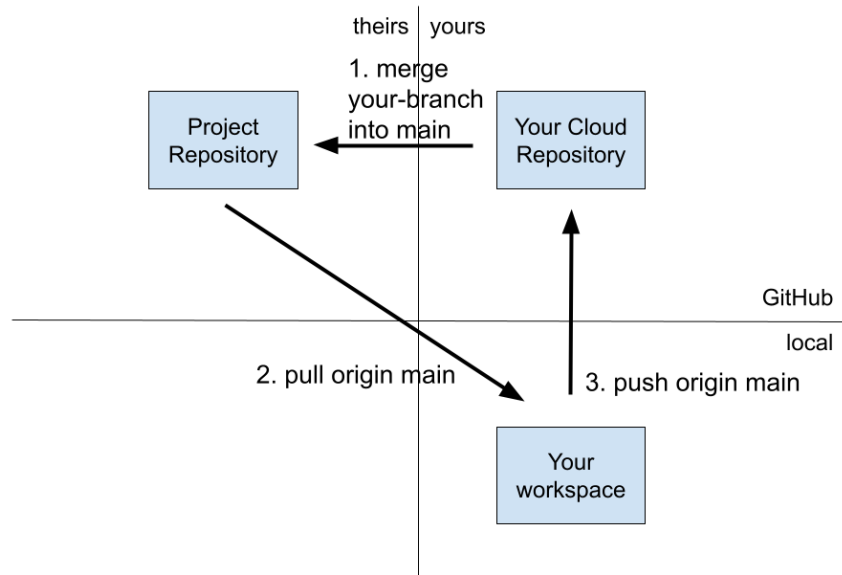 theirs
yours
1. merge
your-branch
into main
Project
Repository
Your Cloud
Repository
GitHub
local
2. pull origin main
3. push origin main
Your
workspace